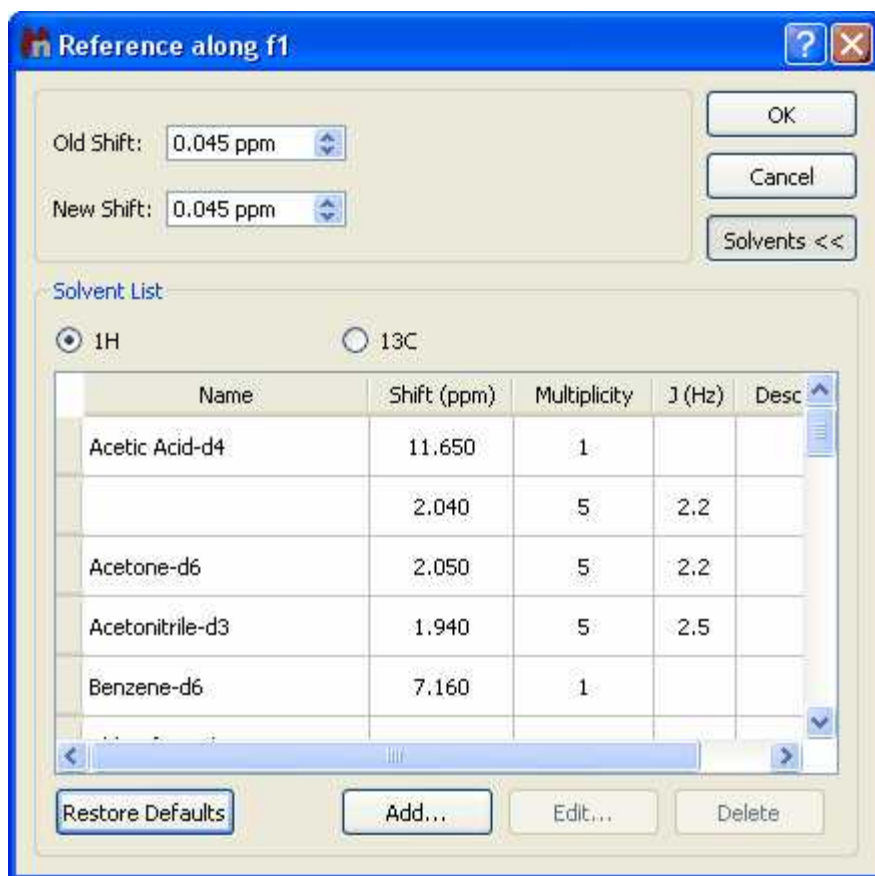 Reference along f1
Old Shift: 0.045 ppm
New Shift: 0.045 ppm
OK
Cancel
Solvents <<
Solvent List
1H 13C
Name Shift (ppm) Multiplicity J (Hz) Desc
Acetic Acid-d4 11.650 1
2.040 5 2.2
Acetone-d6 2.050 5 2.2
Acetonitrile-d3 1.940 5 2.5
Benzene-d6 7.160 1
Restore Defaults Add... Edit... Delete